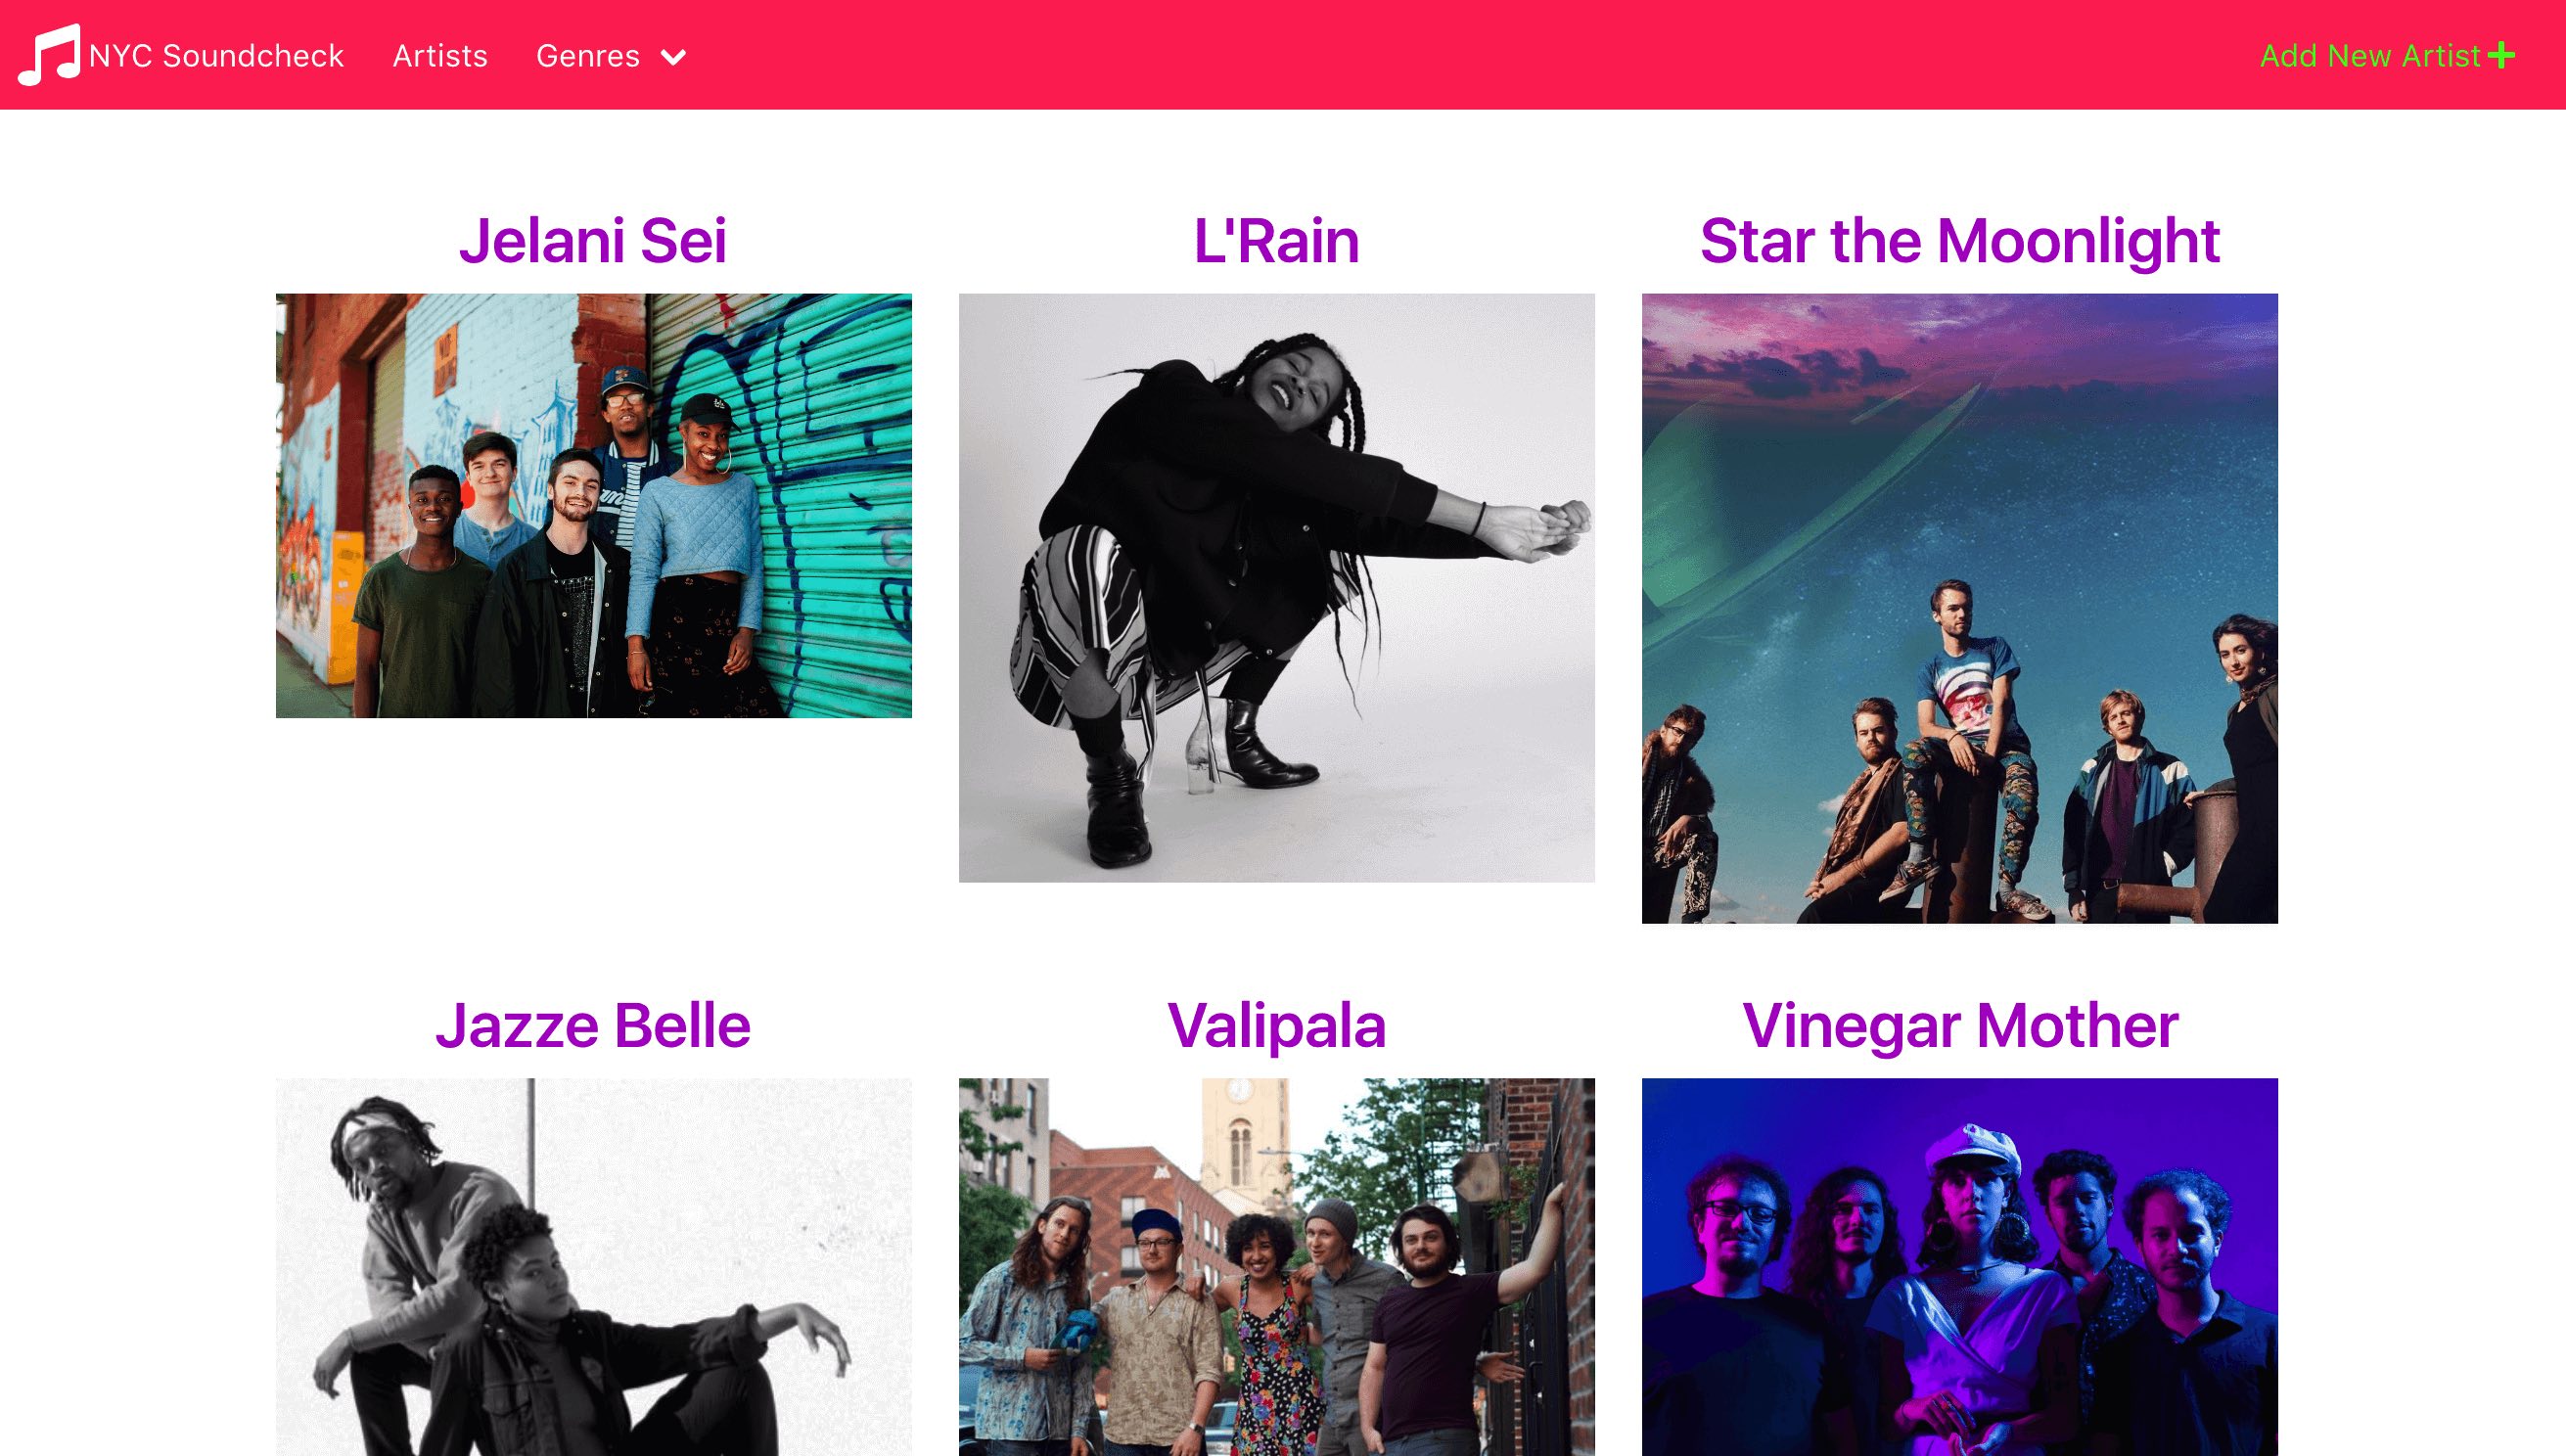 NYC Soundcheck Artists Genres Add New Artist
Jelani Sei L'Rain Star the Moonlight
Jazze Belle Valipala Vinegar Mother